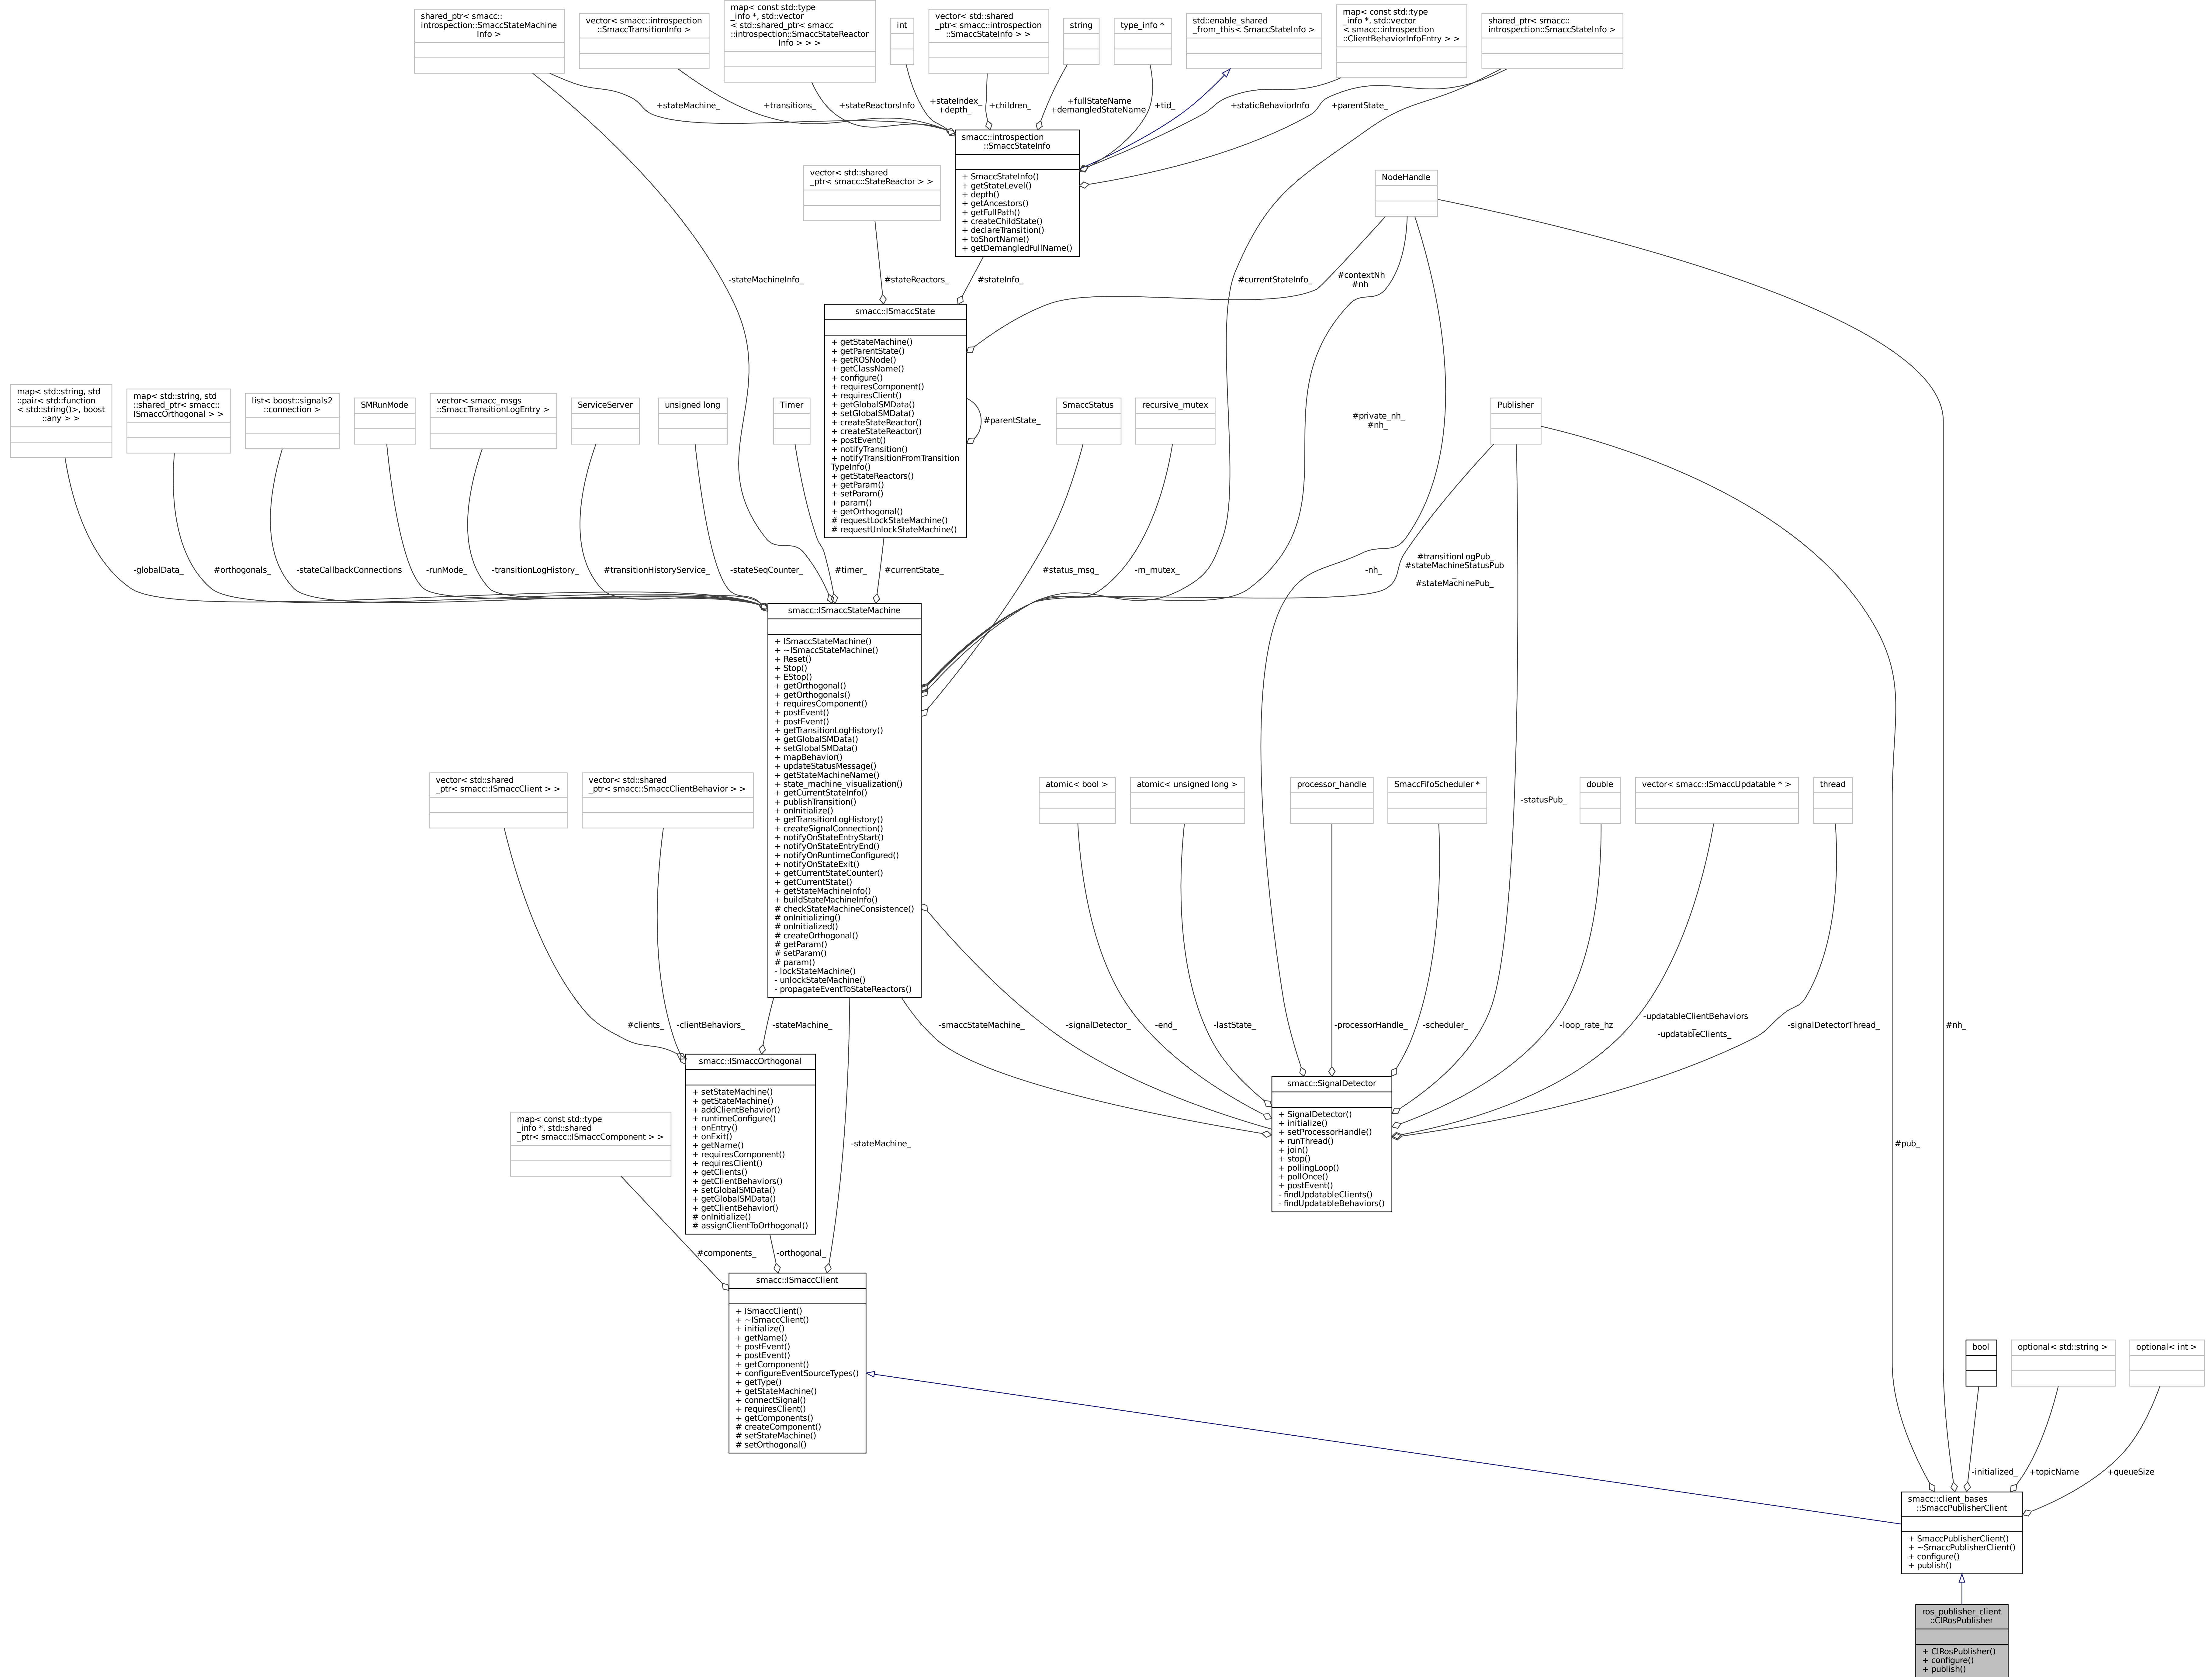 shared_ptr< smacc::
introspection::SmaccStateMachine
Info >
vector< smacc::introspection
::SmaccTransitionInfo >
map< const std::type
_info *, std::vector
< std::shared_ptr< smacc
::introspection::SmaccStateReactor
Info > > >
int
vector< std::shared
_ptr< smacc::introspection
::SmaccStateInfo > >
string
type_info *
std::enable_shared
_from_this< SmaccStateInfo >
map< const std::type
_info *, std::vector
< smacc::introspection
::ClientBehaviorInfoEntry > >
shared_ptr< smacc::
introspection::SmaccStateInfo >
+stateMachine_
+transitions_
+stateReactorsInfo
+stateIndex_
+depth_
+children_
+fullStateName
+demangledStateName
+tid_
+staticBehaviorInfo
+parentState_
smacc::introspection
::SmaccStateInfo
+ SmaccStateInfo()
+ getStateLevel()
+ depth()
+ getAncestors()
+ getFullPath()
+ createChildState()
+ declareTransition()
+ toShortName()
+ getDemangledFullName()
vector< std::shared
_ptr< smacc::StateReactor > >
NodeHandle
-stateMachineInfo_
#stateReactors_
#stateInfo_
#currentStateInfo_
#contextNh
#nh
smacc::ISmaccState
+ getStateMachine()
+ getParentState()
+ getROSNode()
+ getClassName()
+ configure()
+ requiresComponent()
+ requiresClient()
+ getGlobalSMData()
+ setGlobalSMData()
+ createStateReactor()
+ createStateReactor()
+ postEvent()
+ notifyTransition()
+ notifyTransitionFromTransition
TypeInfo()
+ getStateReactors()
+ getParam()
+ setParam()
+ param()
+ getOrthogonal()
# requestLockStateMachine()
# requestUnlockStateMachine()
#parentState_
#private_nh_
#nh_
map< std::string, std
::pair< std::function
< std::string()>, boost
::any > >
map< std::string, std
::shared_ptr< smacc::
ISmaccOrthogonal > >
list< boost::signals2
::connection >
SMRunMode
vector< smacc_msgs
::SmaccTransitionLogEntry >
ServiceServer
unsigned long
Timer
SmaccStatus
recursive_mutex
Publisher
-globalData_
#orthogonals_
-stateCallbackConnections
-runMode_
-transitionLogHistory_
#transitionHistoryService_
-stateSeqCounter_
#timer_
#currentState_
#status_msg_
-m_mutex_
-nh_
#transitionLogPub_
#stateMachineStatusPub
_
#stateMachinePub_
smacc::ISmaccStateMachine
+ ISmaccStateMachine()
+ ~ISmaccStateMachine()
+ Reset()
+ Stop()
+ EStop()
+ getOrthogonal()
+ getOrthogonals()
+ requiresComponent()
+ postEvent()
+ postEvent()
+ getTransitionLogHistory()
+ getGlobalSMData()
+ setGlobalSMData()
+ mapBehavior()
+ updateStatusMessage()
+ getStateMachineName()
+ state_machine_visualization()
+ getCurrentStateInfo()
+ publishTransition()
+ onInitialize()
+ getTransitionLogHistory()
+ createSignalConnection()
+ notifyOnStateEntryStart()
+ notifyOnStateEntryEnd()
+ notifyOnRuntimeConfigured()
+ notifyOnStateExit()
+ getCurrentStateCounter()
+ getCurrentState()
+ getStateMachineInfo()
+ buildStateMachineInfo()
# checkStateMachineConsistence()
# onInitializing()
# onInitialized()
# createOrthogonal()
# getParam()
# setParam()
# param()
- lockStateMachine()
- unlockStateMachine()
- propagateEventToStateReactors()
vector< std::shared
_ptr< smacc::ISmaccClient > >
vector< std::shared
_ptr< smacc::SmaccClientBehavior > >
atomic< bool >
atomic< unsigned long >
processor_handle
SmaccFifoScheduler *
-statusPub_
double
vector< smacc::ISmaccUpdatable * >
thread
#clients_
-clientBehaviors_
-stateMachine_
-smaccStateMachine_
-signalDetector_
-end_
-lastState_
-processorHandle_
-scheduler_
-loop_rate_hz
-updatableClientBehaviors
_
-updatableClients_
-signalDetectorThread_
#nh_
smacc::ISmaccOrthogonal
+ setStateMachine()
+ getStateMachine()
+ addClientBehavior()
+ runtimeConfigure()
+ onEntry()
+ onExit()
+ getName()
+ requiresComponent()
+ requiresClient()
+ getClients()
+ getClientBehaviors()
+ setGlobalSMData()
+ getGlobalSMData()
+ getClientBehavior()
# onInitialize()
# assignClientToOrthogonal()
smacc::SignalDetector
+ SignalDetector()
+ initialize()
+ setProcessorHandle()
+ runThread()
+ join()
+ stop()
+ pollingLoop()
+ pollOnce()
+ postEvent()
- findUpdatableClients()
- findUpdatableBehaviors()
map< const std::type
_info *, std::shared
_ptr< smacc::ISmaccComponent > >
-stateMachine_
#pub_
#components_
-orthogonal_
smacc::ISmaccClient
+ ISmaccClient()
+ ~ISmaccClient()
+ initialize()
+ getName()
+ postEvent()
+ postEvent()
+ getComponent()
+ configureEventSourceTypes()
+ getType()
+ getStateMachine()
+ connectSignal()
+ requiresClient()
+ getComponents()
# createComponent()
# setStateMachine()
# setOrthogonal()
bool
optional< std::string >
optional< int >
-initialized_
+topicName
+queueSize
smacc::client_bases
::SmaccPublisherClient
+ SmaccPublisherClient()
+ ~SmaccPublisherClient()
+ configure()
+ publish()
ros_publisher_client
::ClRosPublisher
+ ClRosPublisher()
+ configure()
+ publish()